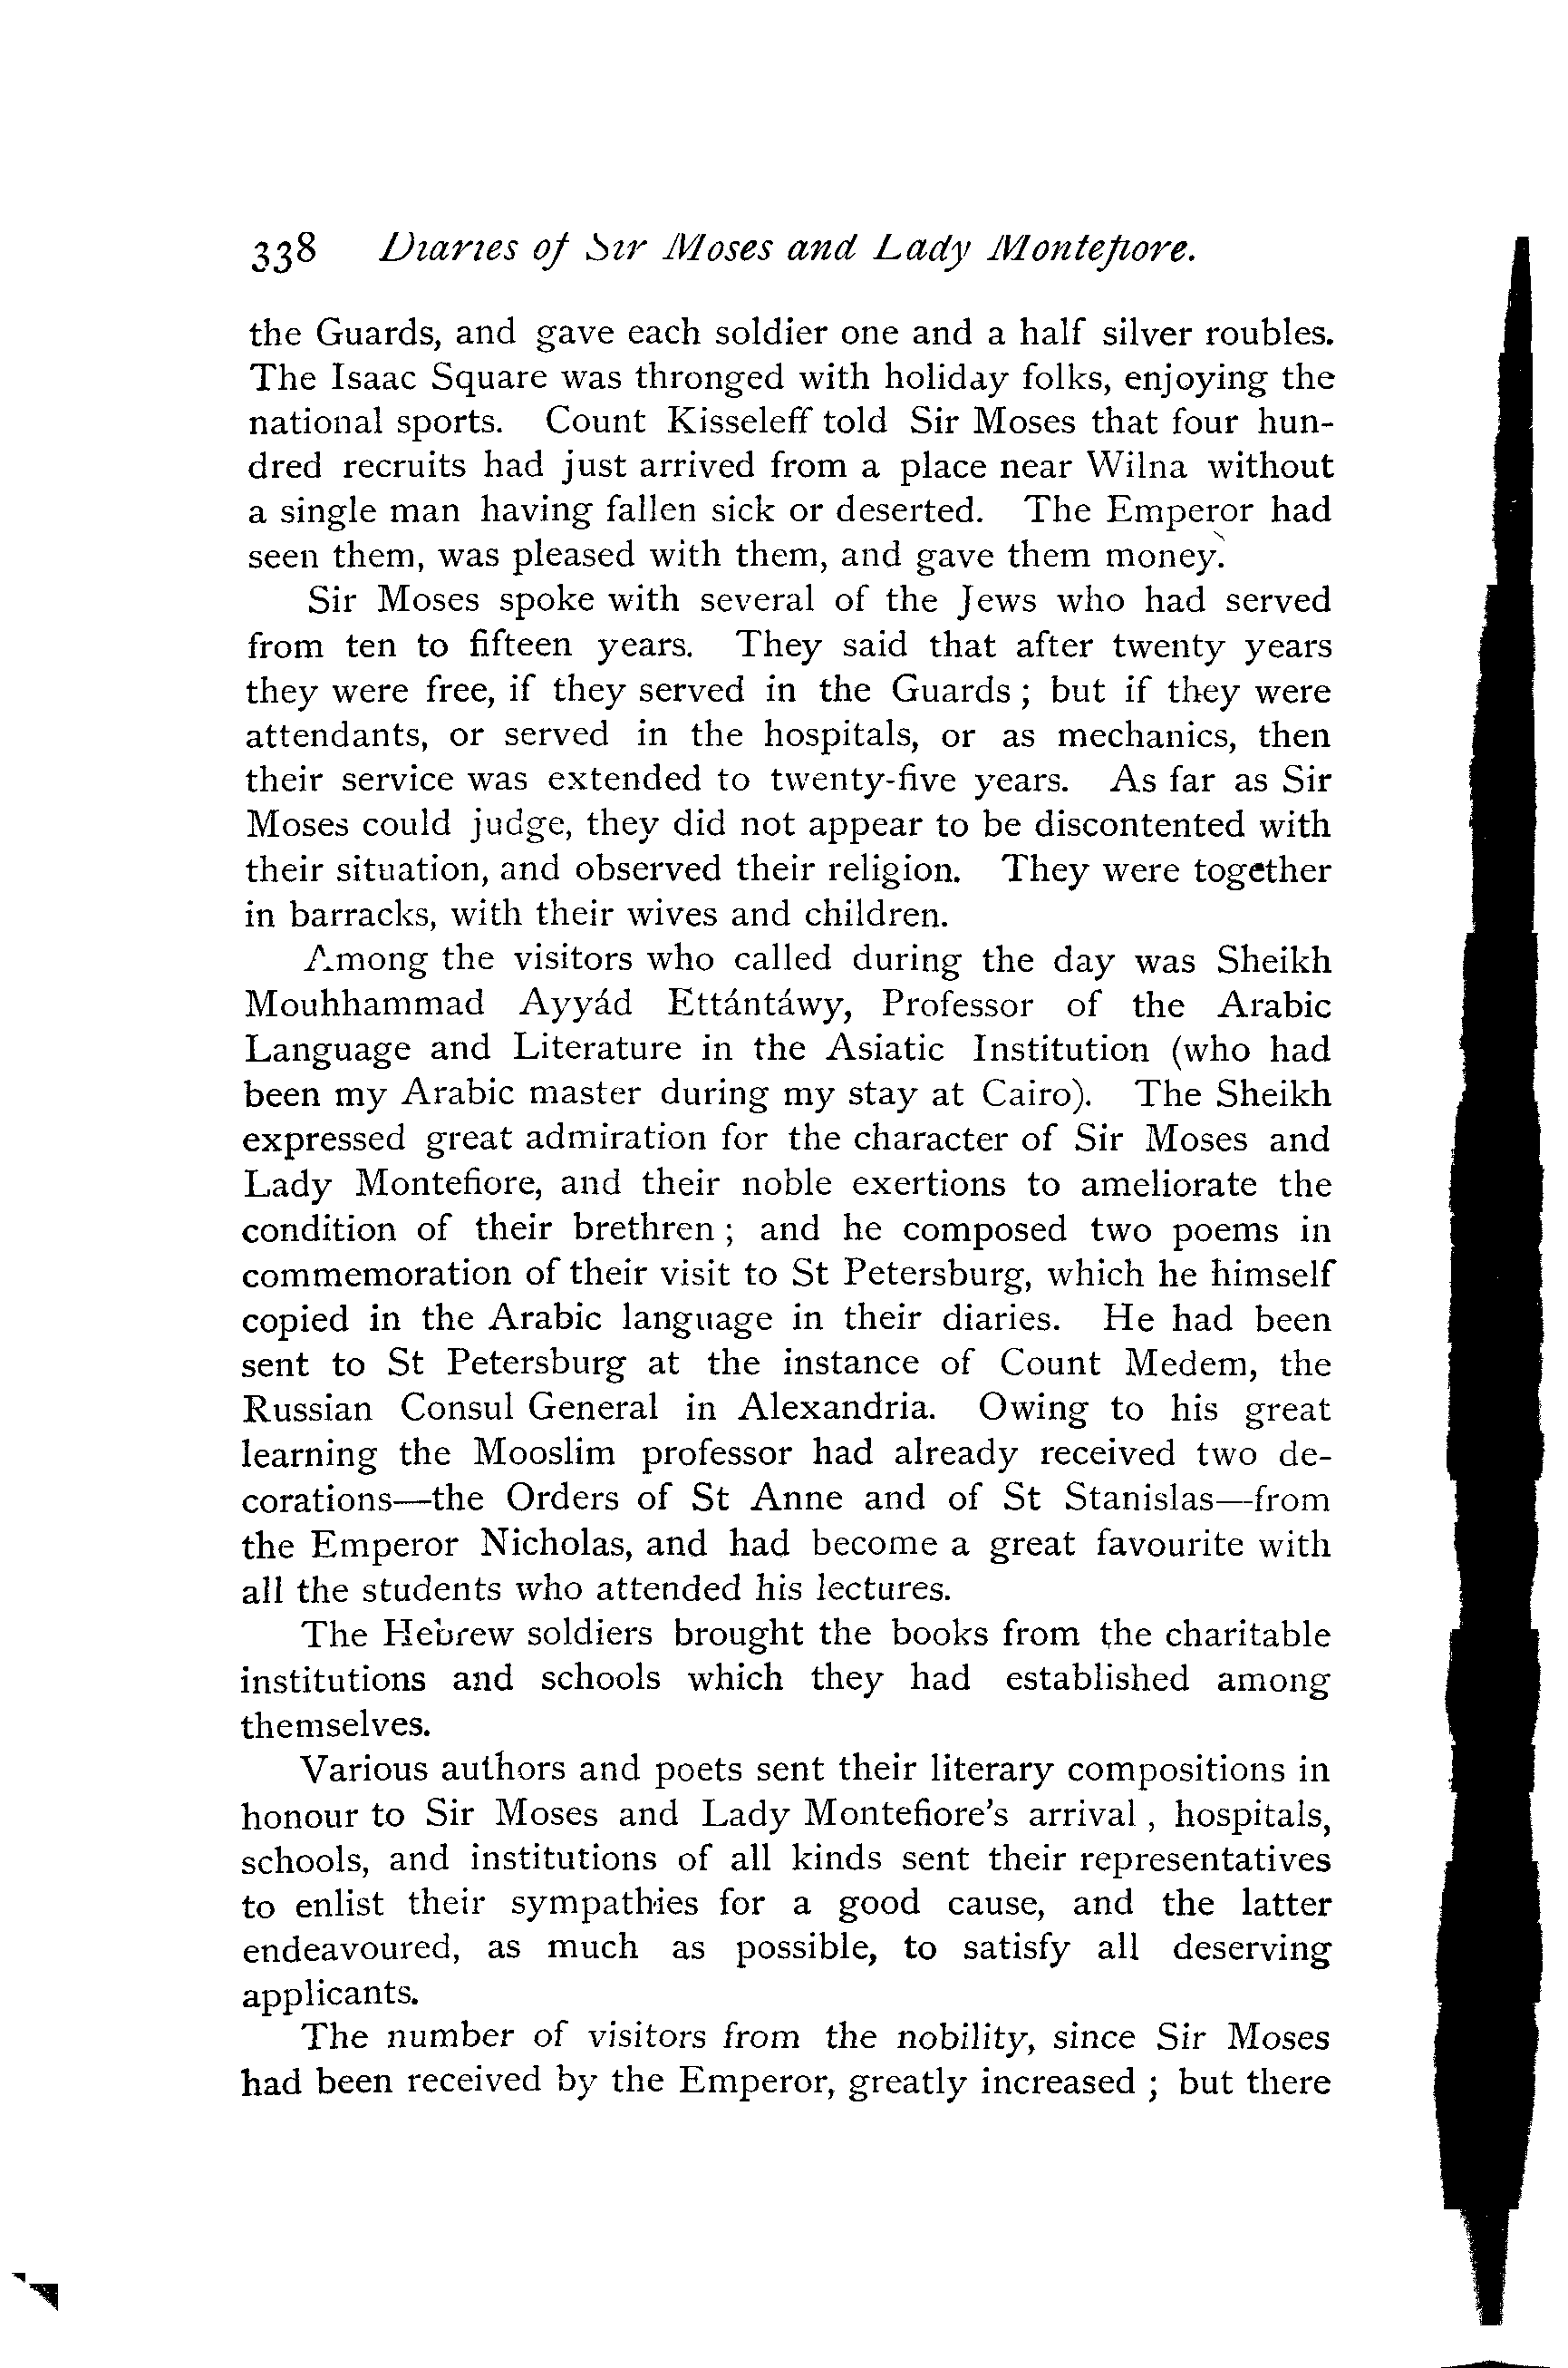 338 Diaries of Sir Moses and Lady Montefiore.
the Guards, and gave each soldier one and a half silver roubles.
The Isaac Square was thronged with holiday folks, enjoying the
national sports. Count Kisseleff told Sir Moses that four hun-
dred recruits had just arrived from a place near Wilna without
a single man having fallen sick or deserted. The Emperor had
seen them, was pleased with them, and gave them money.
Sir Moses spoke with several of the Jews who had served
from ten to fifteen years. They said that after twenty years
they were free, if they served in the Guards; but if they were
attendants, or served in the hospitals, or as mechanics, then
their service was extended to twenty-five years. As far as Sir
Moses could judge, they did not appear to be discontented with
their situation, and observed their religion. They were together
in barracks, with their wives and children.
Among the visitors who called during the day was Sheikh
Mouhhammad Ayyád Ettántáwy, Professor of the Arabic
Language and Literature in the Asiatic Institution (who had
been my Arabic master during my stay at Cairo). The Sheikh
expressed great admiration for the character of Sir Moses and
Lady Montefiore, and their noble exertions to ameliorate the
condition of their brethren; and he composed two poems in
commemoration of their visit to St Petersburg, which he himself
copied in the Arabic language in their diaries. He had been
sent to St Petersburg at the instance of Count Medem, the
Russian Consul General in Alexandria. Owing to his great
learning the Mooslim professor had already received two de-
corations—the Orders of St Anne and of St Stanislas—from
the Emperor Nicholas, and had become a great favourite with
all the students who attended his lectures.
The Hebrew soldiers brought the books from the charitable
institutions and schools which they had established among
themselves.
Various authors and poets sent their literary compositions in
honour to Sir Moses and Lady Montefiore's arrival, hospitals,
schools, and institutions of all kinds sent their representatives
to enlist their sympathies for a good cause, and the latter
endeavoured, as much as possible, to satisfy all deserving
applicants.
The number of visitors from the nobility, since Sir Moses
had been received by the Emperor, greatly increased; but there